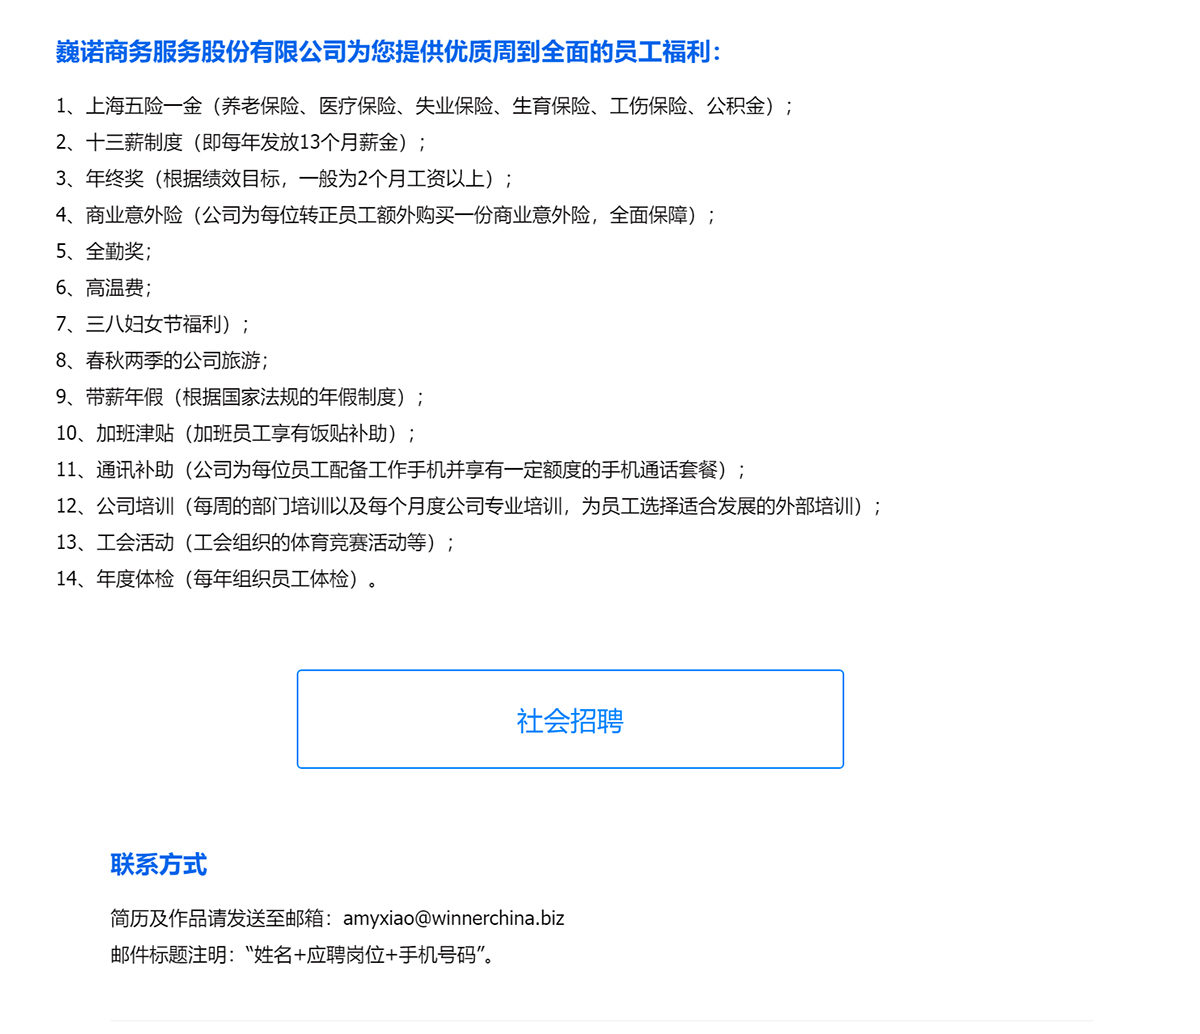 巍诺商务服务股份有限公司为您提供优质周到全面的员工福利：
1、上海五险一金（养老保险、医疗保险、失业保险、生育保险、工伤保险、公积金）；
2、十三薪制度（即每年发放13个月薪金）；
3、年终奖（根据绩效目标，一般为2个月工资以上）；
4、商业意外险（公司为每位转正员工额外购买一份商业意外险，全面保障）；
5、全勤奖；
6、高温费；
7、三八妇女节福利）；
8、春秋两季的公司旅游；
9、带薪年假（根据国家法规的年假制度）；
10、加班津贴（加班员工享有饭贴补助）；
11、通讯补助（公司为每位员工配备工作手机并享有一定额度的手机通话套餐）；
12、公司培训（每周的部门培训以及每个月度公司专业培训，为员工选择适合发展的外部培训）；
13、工会活动（工会组织的体育竞赛活动等）；
14、年度体检（每年组织员工体检）。
社会招聘
联系方式
简历及作品请发送至邮箱：amyxiao@winnerchina.biz
邮件标题注明：“姓名+应聘岗位+手机号码”。